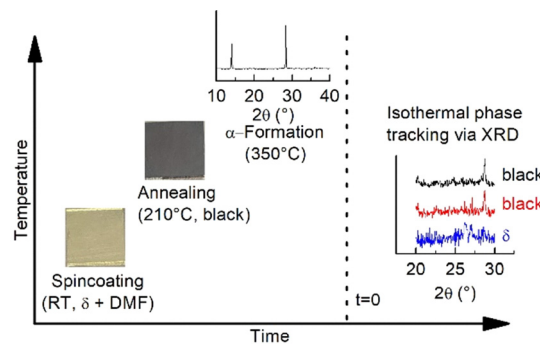 Temperature
Time
Spincoating
(RT, δ + DMF)
Annealing
(210°C, black)
10 20 30 40
2θ (°)
α−Formation
(350°C)
t=0
Isothermal phase
tracking via XRD
black
black
δ
20 25 30
2θ (°)